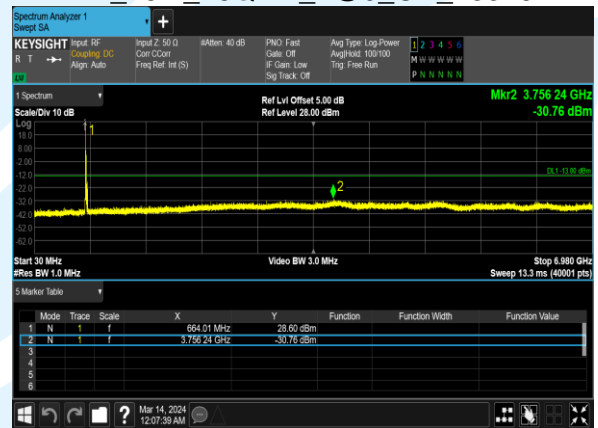 Spectrum Analyzer 1
Swept SA
+
KEYSIGHT Input: RF Input Z: 50 Ω #Atten: 40 dB PNO: Fast Avg Type: Log-Power 1 2 3 4 5 6
R T Coupling: DC Corr CCorr Gate: Off Avg|Hold: 100/100 M W W W W W
Align: Auto Freq Ref: Int (S) IF Gain: Low Trig: Free Run
Sig Track: Off P N N N N N
1 Spectrum Ref Lvl Offset 5.00 dB Mkr2 3.756 24 GHz
Scale/Div 10 dB Ref Level 28.00 dBm -30.76 dBm
Log
18.0
8.00
-2.00
-12.0
DL1 -13.00 dBm
-22.0
-32.0
-42.0
-52.0
-62.0
1
2
Start 30 MHz Video BW 3.0 MHz Stop 6.980 GHz
#Res BW 1.0 MHz Sweep 13.3 ms (40001 pts)
5 Marker Table
Mode Trace Scale X Y Function Function Width Function Value
1 N 1 f 664.01 MHz 28.60 dBm
2 N 1 f 3.756 24 GHz -30.76 dBm
3
4
5
6
? Mar 14, 2024
12:07:39 AM